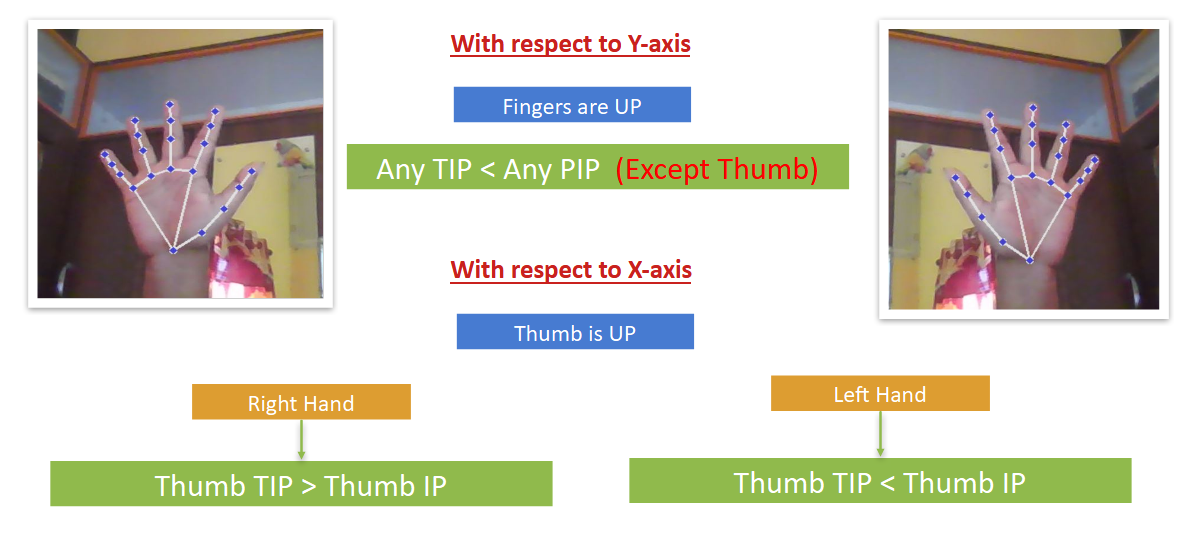 With respect to Y-axis
Fingers are UP
Any TIP < Any PIP (Except Thumb)
With respect to X-axis
Thumb is UP
Right Hand
Left Hand
Thumb TIP > Thumb IP
Thumb TIP < Thumb IP